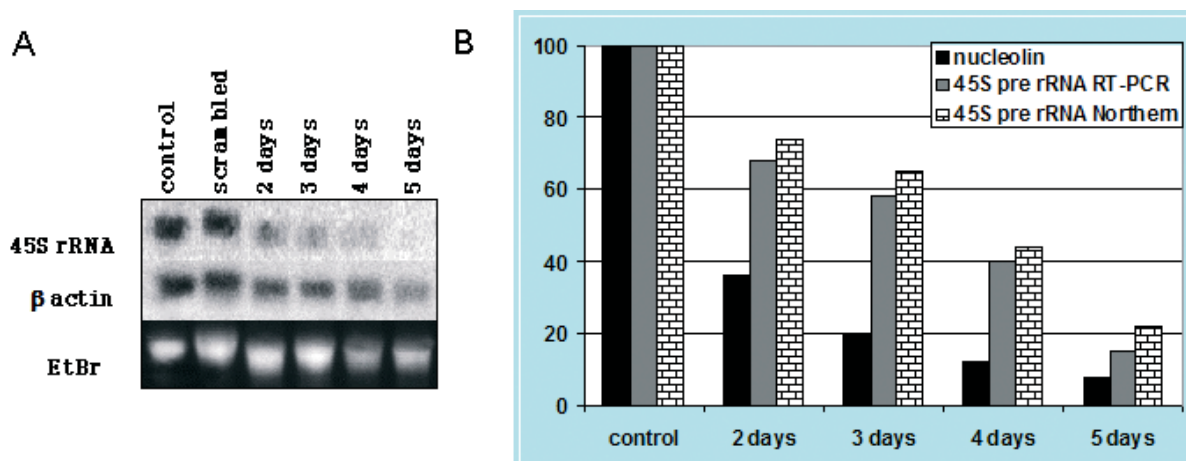 A
control
scrambled
2 days
3 days
4 days
5 days
45S rRNA
β actin
EtBr
B
100
80
60
40
20
0
nucleolin
45S pre rRNA RT-PCR
45S pre rRNA Northern
control
2 days
3 days
4 days
5 days